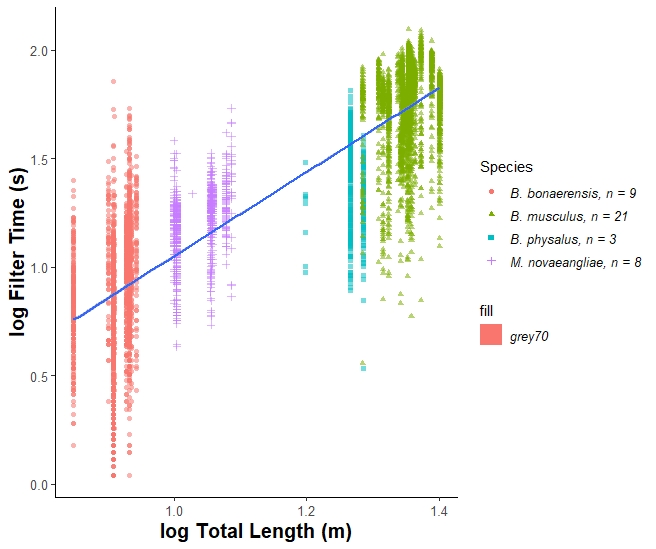 log Filter Time (s)
2.0
1.5
1.0
0.5
0.0
1.0 1.2 1.4
log Total Length (m)
Species
B. bonaerensis, n = 9
B. musculus, n = 21
B. physalus, n = 3
M. novaeangliae, n = 8
fill
grey70